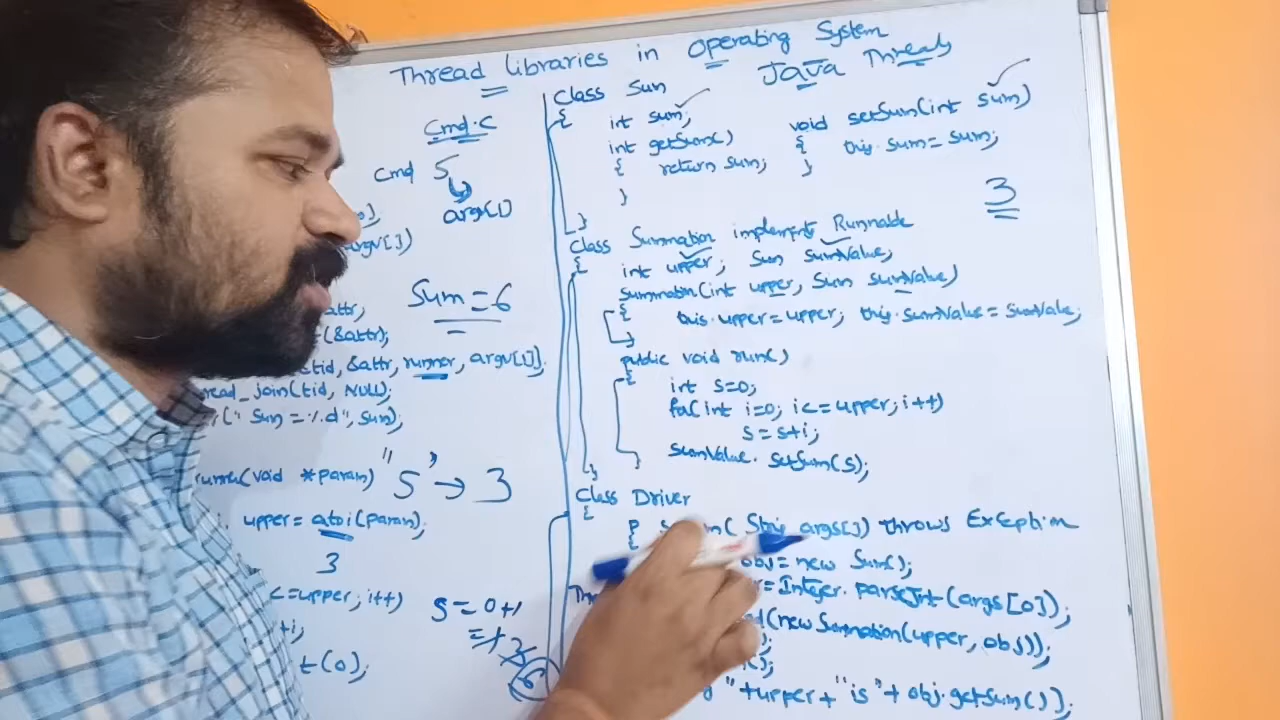 Thread Libraries in Operating System
Java Threads
Cmd.C
cmd 5
argv[1]
argv[])
Sum = 6
attr,
(&attr);
tid, &attr, runner, argv[1]);
read_join(tid, NULL);
(" Sum = %d", sum);
runner(void *param)
"5" → 3
upper = atoi(param);
3
<=upper; i++)
+i;
t(0);
S = 0+1
6
Class Sum
{
int sum;
int getSum()
{ return sum;
}
void setSum(int sum)
{ this.sum = sum;
}
3
}
Class Summation implements Runnable
{
int upper; Sum sumValue;
Summation(int upper, Sum sumValue)
{ this.upper = upper; this.sumValue = sumValue;
}
public void run()
{
int s=0;
for(int i=0; i<=upper; i++)
s = s+i;
sumValue. setSum(s);
}
}
Class Driver
{
args[]) throws Exception
{
obj = new Sum();
= Integer. parseInt(args[0]);
(new Summation(upper, obj));
();
"+upper+ "is" + obj.getSum());